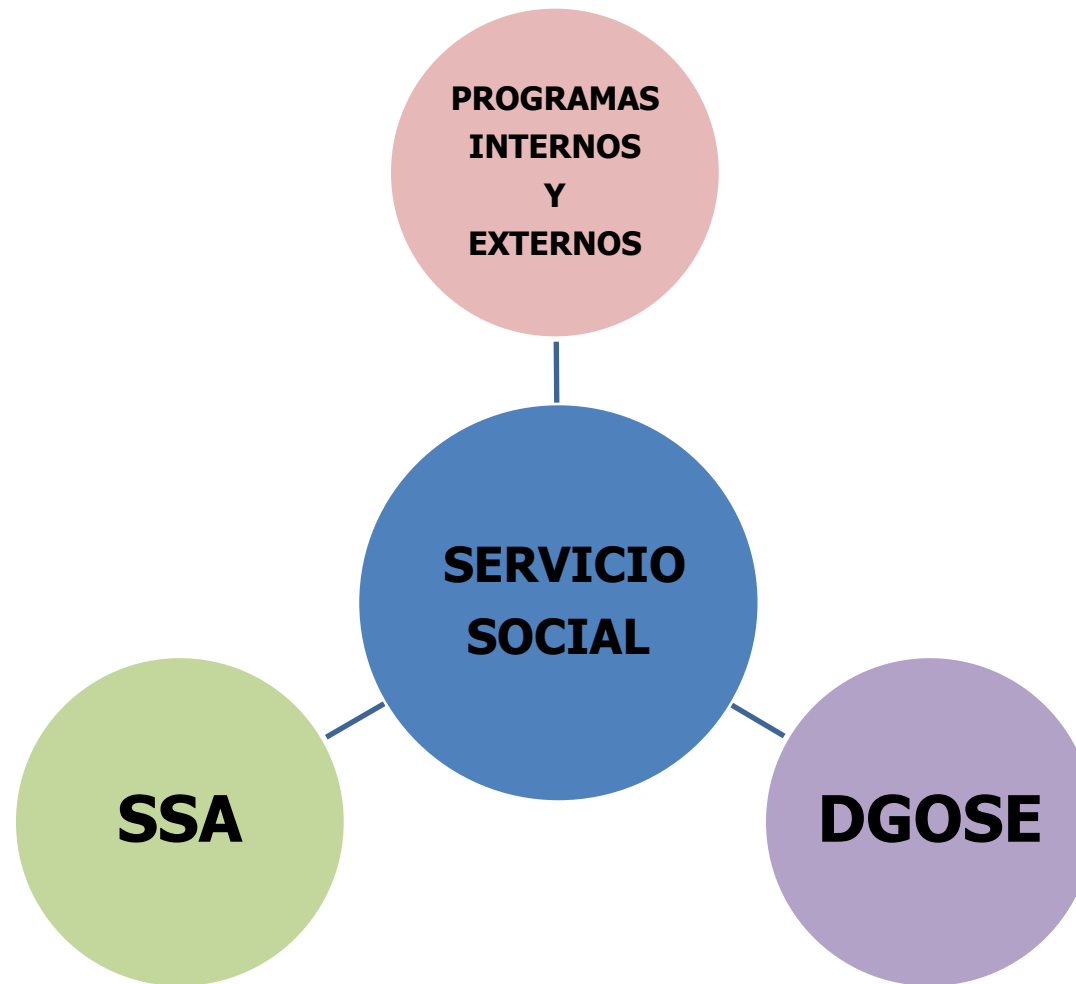 PROGRAMAS
INTERNOS
Y
EXTERNOS
SERVICIO
SOCIAL
SSA
DGOSE